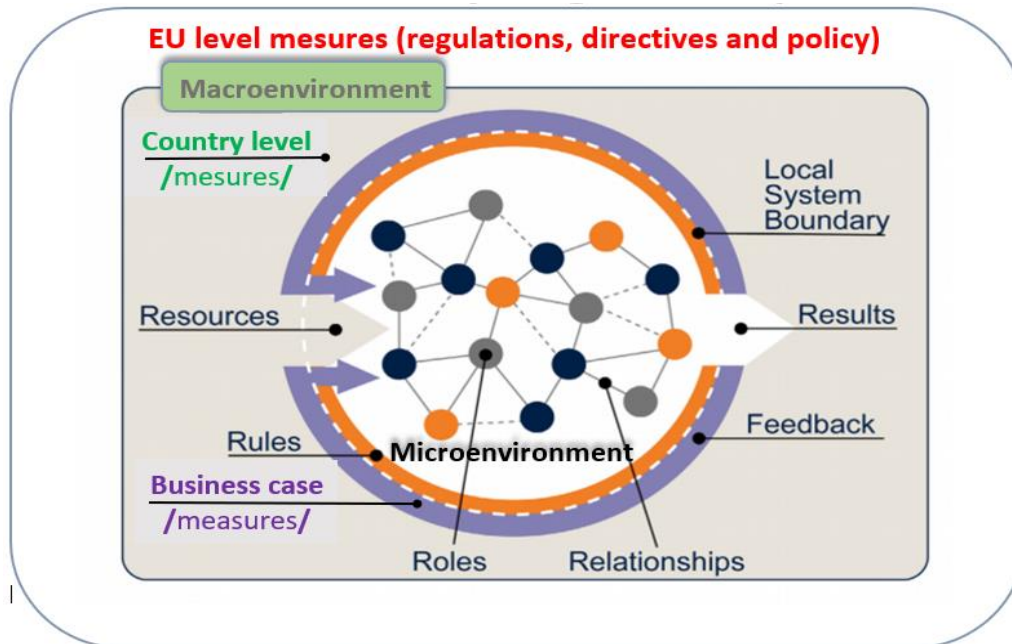 EU level mesures (regulations, directives and policy)
Macroenvironment
Country level
/mesures/
Local
System
Boundary
Resources
Results
Rules
Feedback
Microenvironment
Business case
/measures/
Roles
Relationships